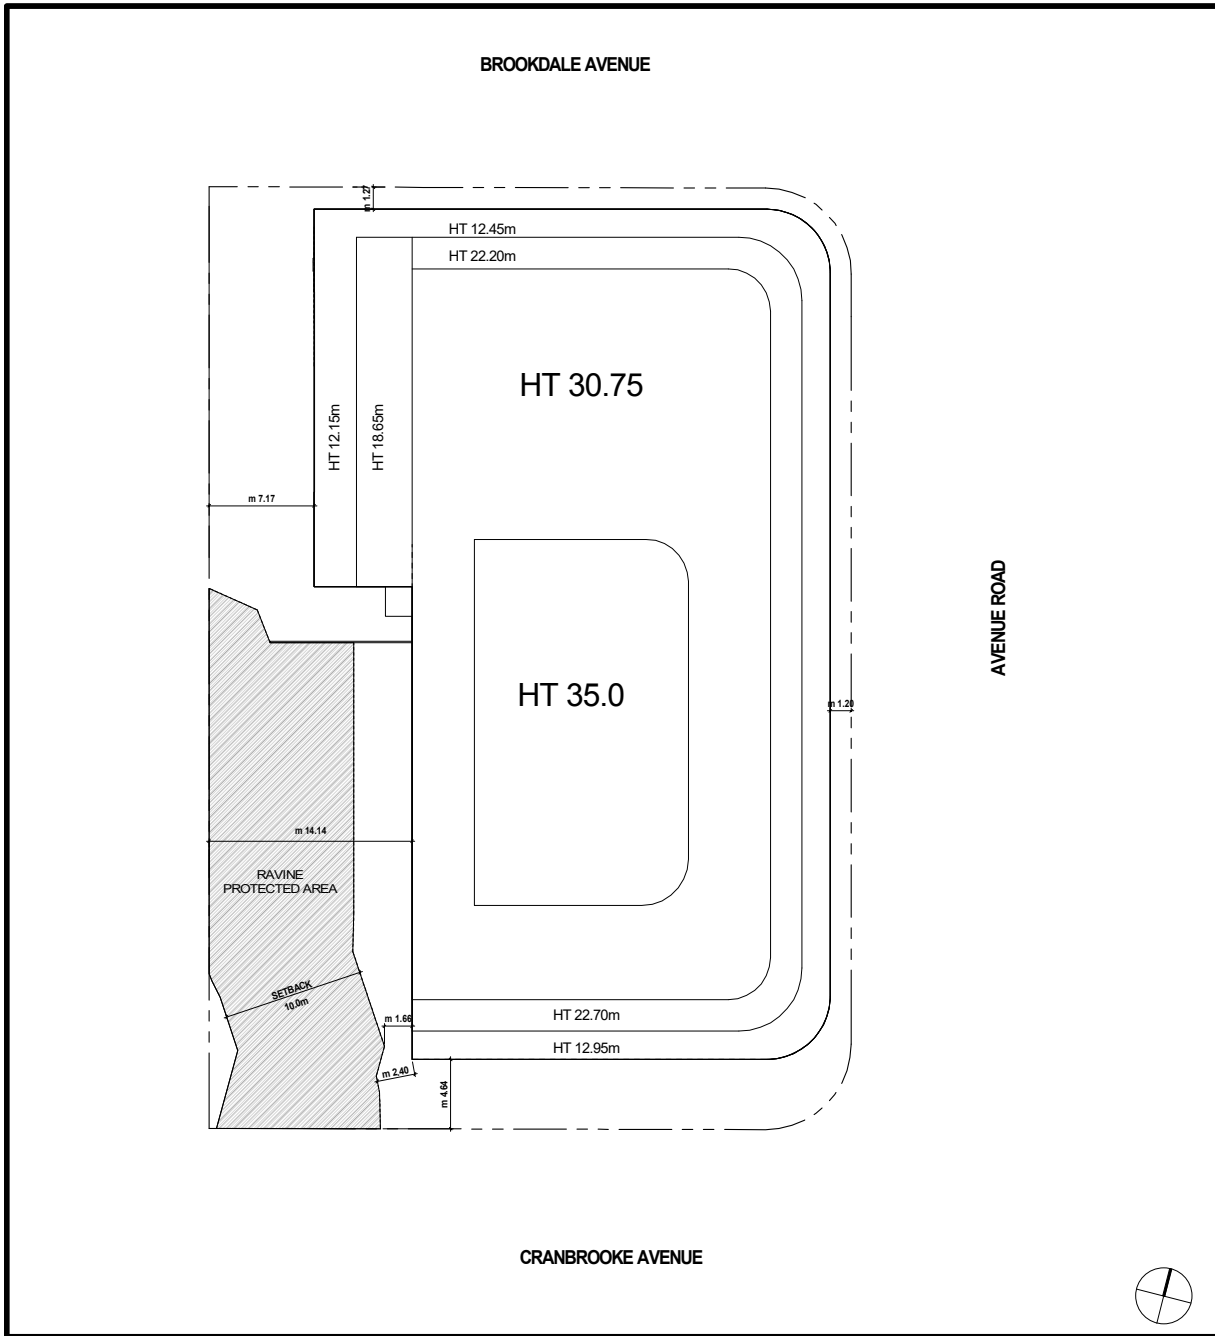 BROOKDALE AVENUE
m 1.27
HT 12.45m
HT 22.20m
HT 30.75
HT 12.15m
HT 18.65m
m 7.17
AVENUE ROAD
HT 35.0
m 1.20
m 14.14
RAVINE
PROTECTED AREA
SETBACK
10.0m
m 1.66
HT 22.70m
HT 12.95m
m 2.40
m 4.64
CRANBROOKE AVENUE